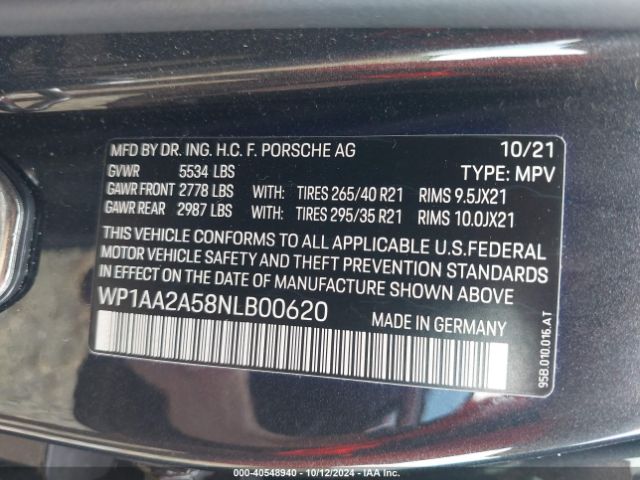 MFD BY DR. ING. H.C. F. PORSCHE AG 10/21
GVWR 5534 LBS TYPE: MPV
GAWR FRONT 2778 LBS WITH: TIRES 265/40 R21 RIMS 9.5JX21
GAWR REAR 2987 LBS WITH: TIRES 295/35 R21 RIMS 10.0JX21
THIS VEHICLE CONFORMS TO ALL APPLICABLE U.S.FEDERAL
MOTOR VEHICLE SAFETY AND THEFT PREVENTION STANDARDS
IN EFFECT ON THE DATE OF MANUFACTURE SHOWN ABOVE
WP1AA2A58NLB00620 MADE IN GERMANY
95B.010.016.AT
000-40548940 - 10/12/2024 - IAA Inc.